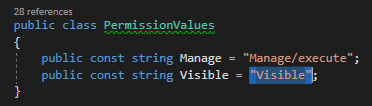 28 references
public class PermissionValues
{
public const string Manage = "Manage/execute";
public const string Visible = "Visible";
}